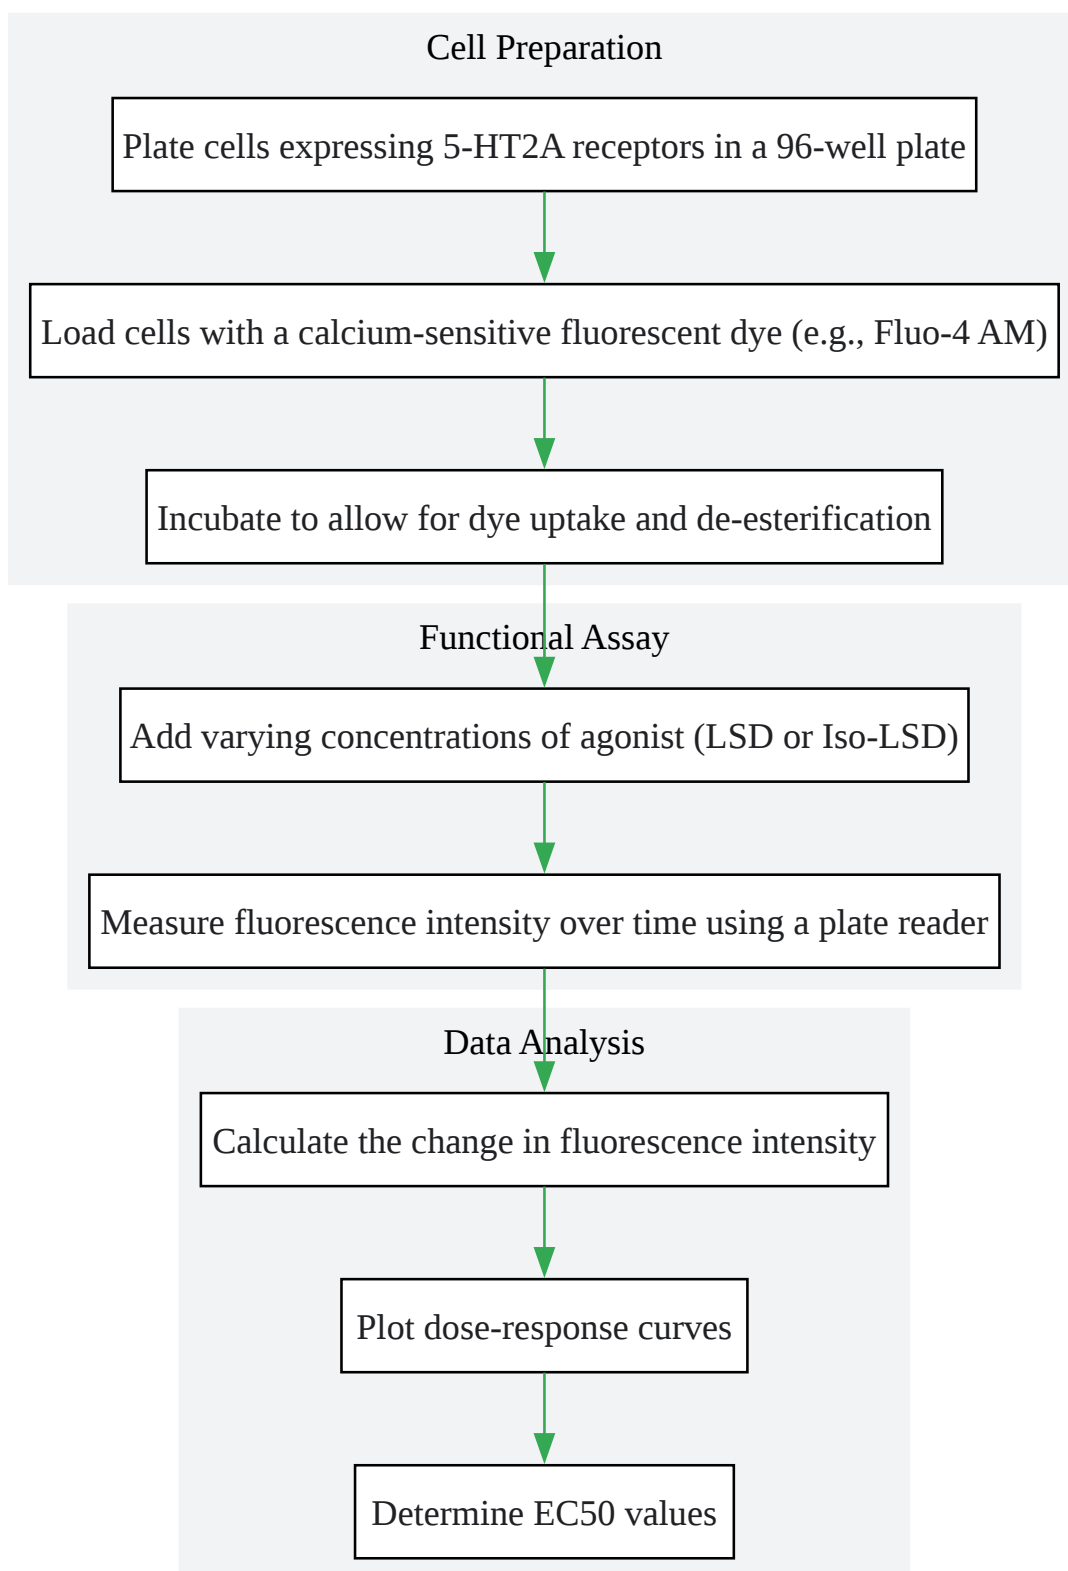 Cell Preparation
Plate cells expressing 5-HT2A receptors in a 96-well plate
Load cells with a calcium-sensitive fluorescent dye (e.g., Fluo-4 AM)
Incubate to allow for dye uptake and de-esterification
Functional Assay
Add varying concentrations of agonist (LSD or Iso-LSD)
Measure fluorescence intensity over time using a plate reader
Data Analysis
Calculate the change in fluorescence intensity
Plot dose-response curves
Determine EC50 values